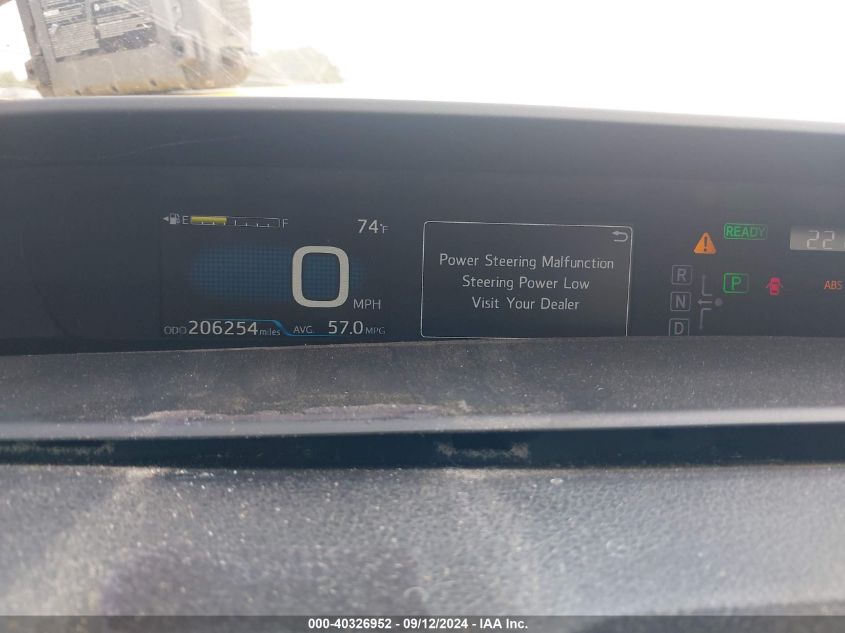 E F
74°F
0 MPH
ODO 206254 miles AVG. 57.0 MPG
Power Steering Malfunction
Steering Power Low
Visit Your Dealer
READY
22
R
P
N
D
ABS
000-40326952 - 09/12/2024 - IAA Inc.